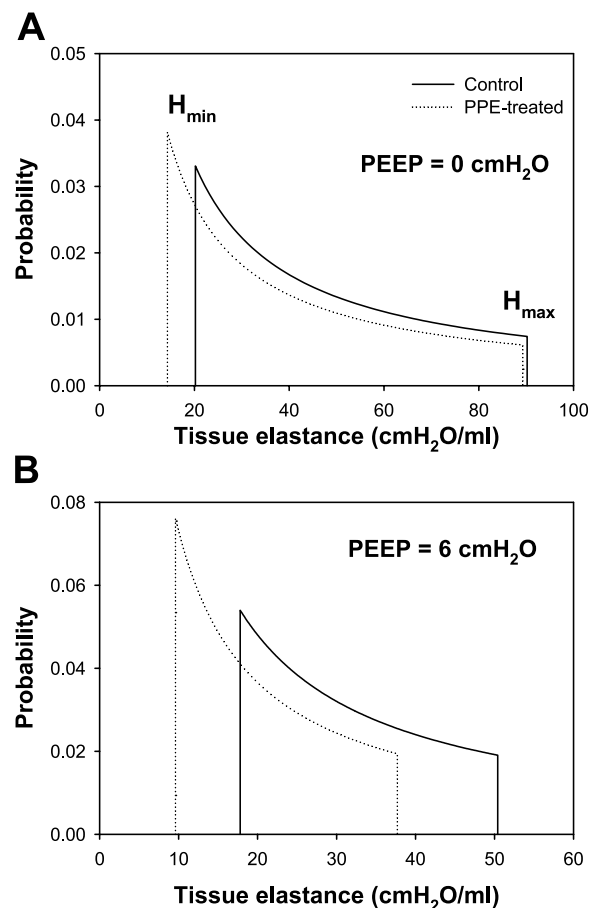 A
0.05
0.04
0.03
0.02
0.01
0.00
Probability
Hmin
Control
PPE-treated
PEEP = 0 cmH2O
Hmax
0 20 40 60 80 100
Tissue elastance (cmH2O/ml)
B
0.08
0.06
0.04
0.02
0.00
Probability
PEEP = 6 cmH2O
0 10 20 30 40 50 60
Tissue elastance (cmH2O/ml)